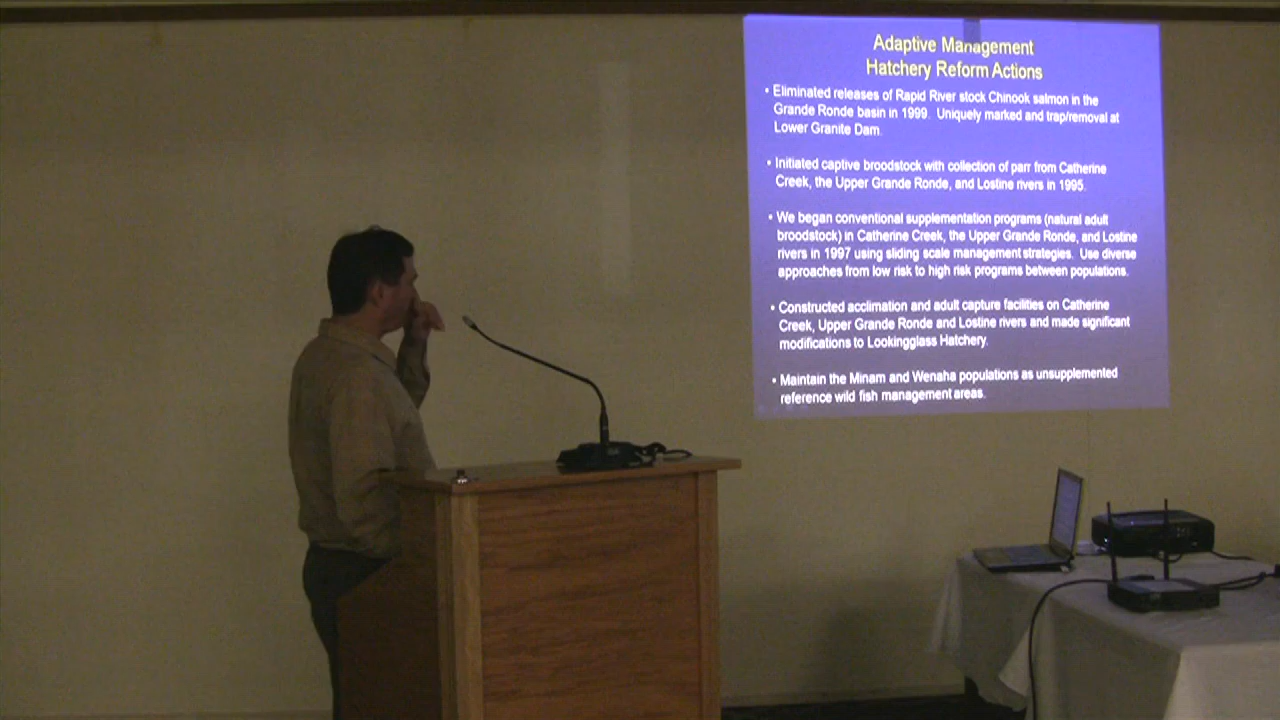 Adaptive Management
Hatchery Reform Actions
• Eliminated releases of Rapid River stock Chinook salmon in the
Grande Ronde basin in 1999. Uniquely marked and trap/removal at
Lower Granite Dam.
• Initiated captive broodstock with collection of parr from Catherine
Creek, the Upper Grande Ronde, and Lostine rivers in 1995.
• We began conventional supplementation programs (natural adult
broodstock) in Catherine Creek, the Upper Grande Ronde, and Lostine
rivers in 1997 using sliding scale management strategies. Use diverse
approaches from low risk to high risk programs between populations.
• Constructed acclimation and adult capture facilities on Catherine
Creek, Upper Grande Ronde and Lostine rivers and made significant
modifications to Lookingglass Hatchery.
• Maintain the Minam and Wenaha populations as unsupplemented
reference wild fish management areas.